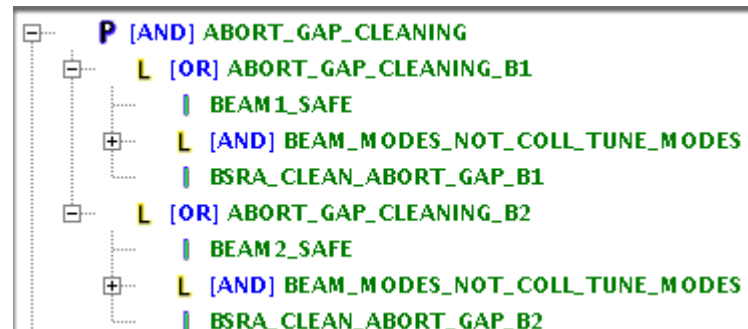 P [AND] ABORT_GAP_CLEANING
L [OR] ABORT_GAP_CLEANING_B1
BEAM1_SAFE
L [AND] BEAM_MODES_NOT_COLL_TUNE_MODES
BSRA_CLEAN_ABORT_GAP_B1
L [OR] ABORT_GAP_CLEANING_B2
BEAM2_SAFE
L [AND] BEAM_MODES_NOT_COLL_TUNE_MODES
BSRA_CLEAN_ABORT_GAP_B2